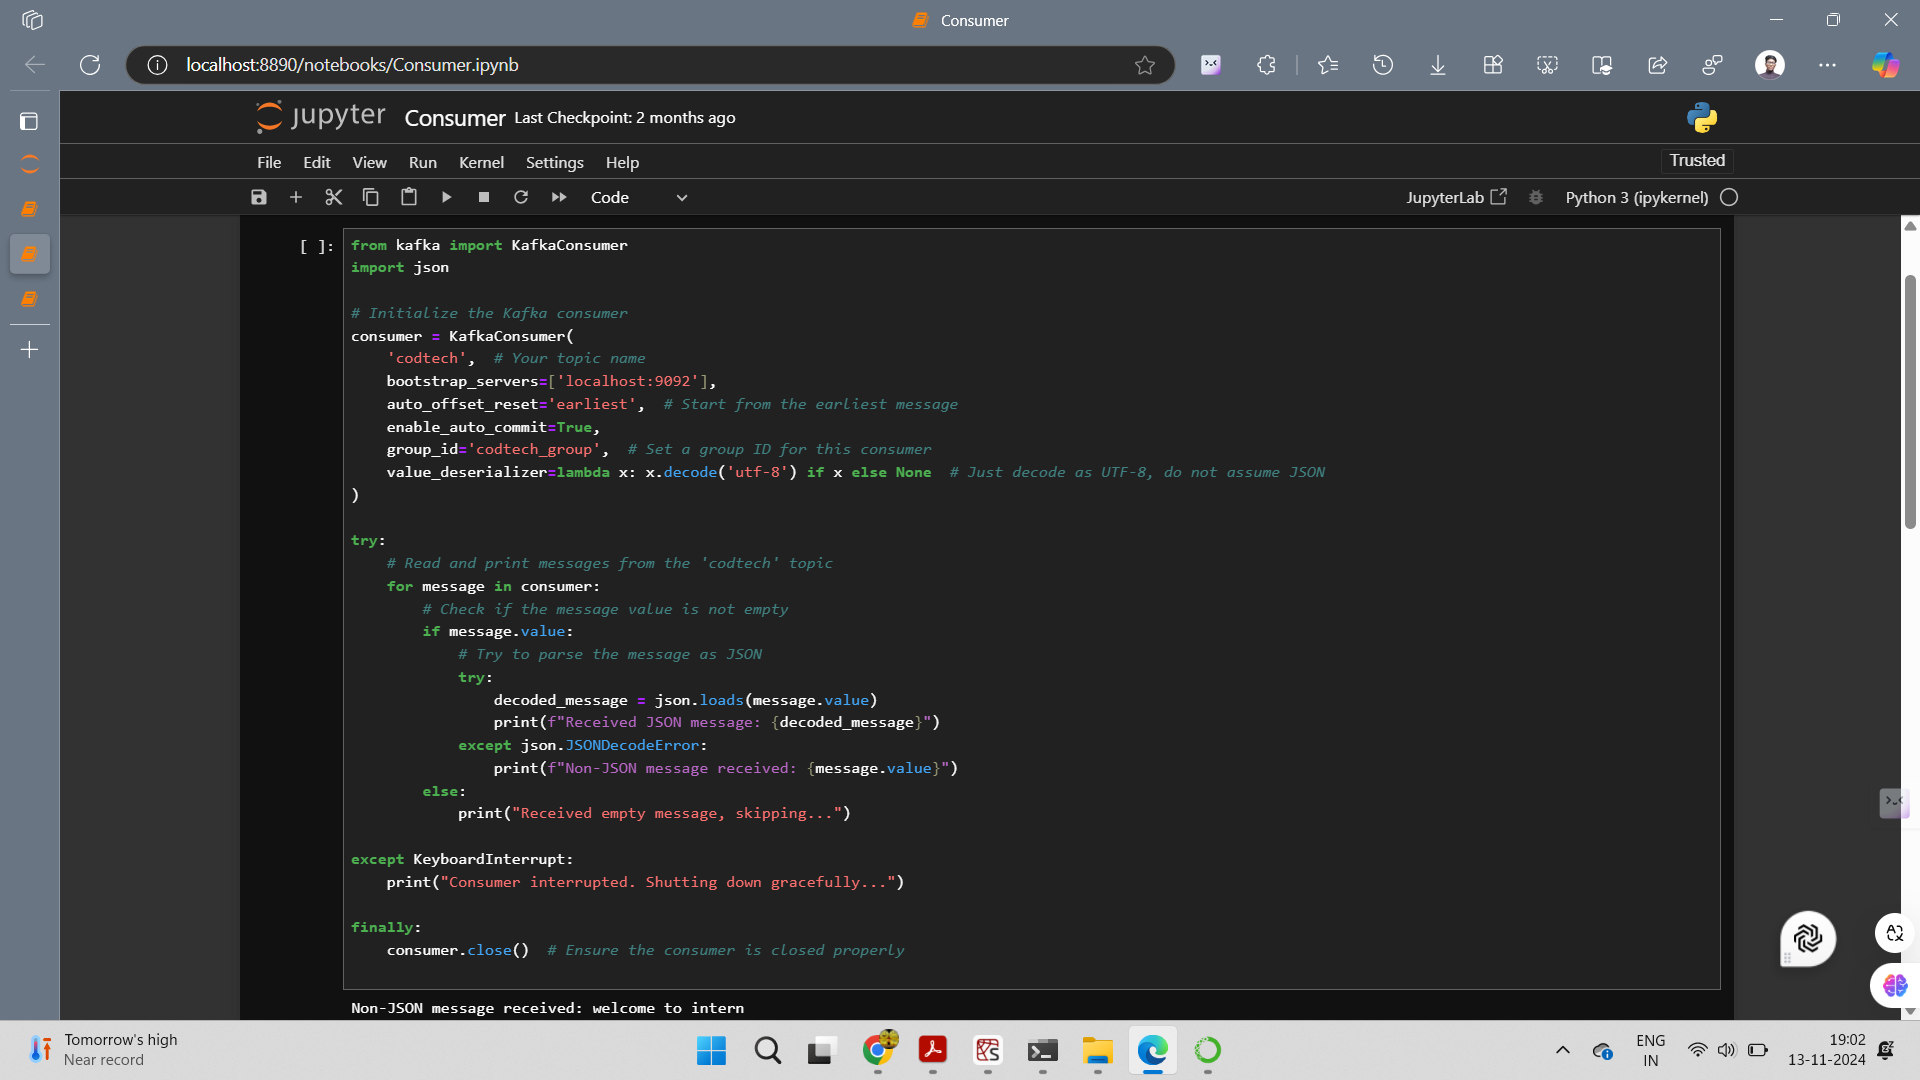 Consumer
localhost:8890/notebooks/Consumer.ipynb
jupyter Consumer Last Checkpoint: 2 months ago
File Edit View Run Kernel Settings Help
Trusted
Code
JupyterLab
Python 3 (ipykernel)
[ ]:
from kafka import KafkaConsumer
import json
# Initialize the Kafka consumer
consumer = KafkaConsumer(
    'codtech',  # Your topic name
    bootstrap_servers=['localhost:9092'],
    auto_offset_reset='earliest',  # Start from the earliest message
    enable_auto_commit=True,
    group_id='codtech_group',  # Set a group ID for this consumer
    value_deserializer=lambda x: x.decode('utf-8') if x else None  # Just decode as UTF-8, do not assume JSON
)
try:
    # Read and print messages from the 'codtech' topic
    for message in consumer:
        # Check if the message value is not empty
        if message.value:
            # Try to parse the message as JSON
            try:
                decoded_message = json.loads(message.value)
                print(f"Received JSON message: {decoded_message}")
            except json.JSONDecodeError:
                print(f"Non-JSON message received: {message.value}")
        else:
            print("Received empty message, skipping...")
except KeyboardInterrupt:
    print("Consumer interrupted. Shutting down gracefully...")
finally:
    consumer.close()  # Ensure the consumer is closed properly
Non-JSON message received: welcome to intern
Tomorrow's high
Near record
ENG
IN
19:02
13-11-2024